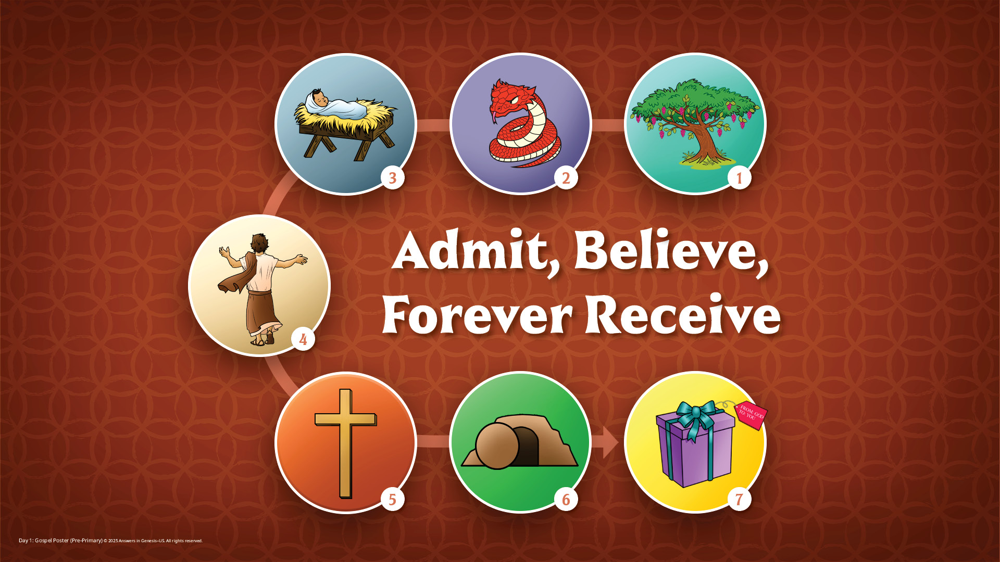 3
2
1
Admit, Believe,
Forever Receive
4
5
6
7
FROM: GOD
TO: YOU
Day 1: Gospel Poster (Pre-Primary) © 2025 Answers in Genesis–US. All rights reserved.